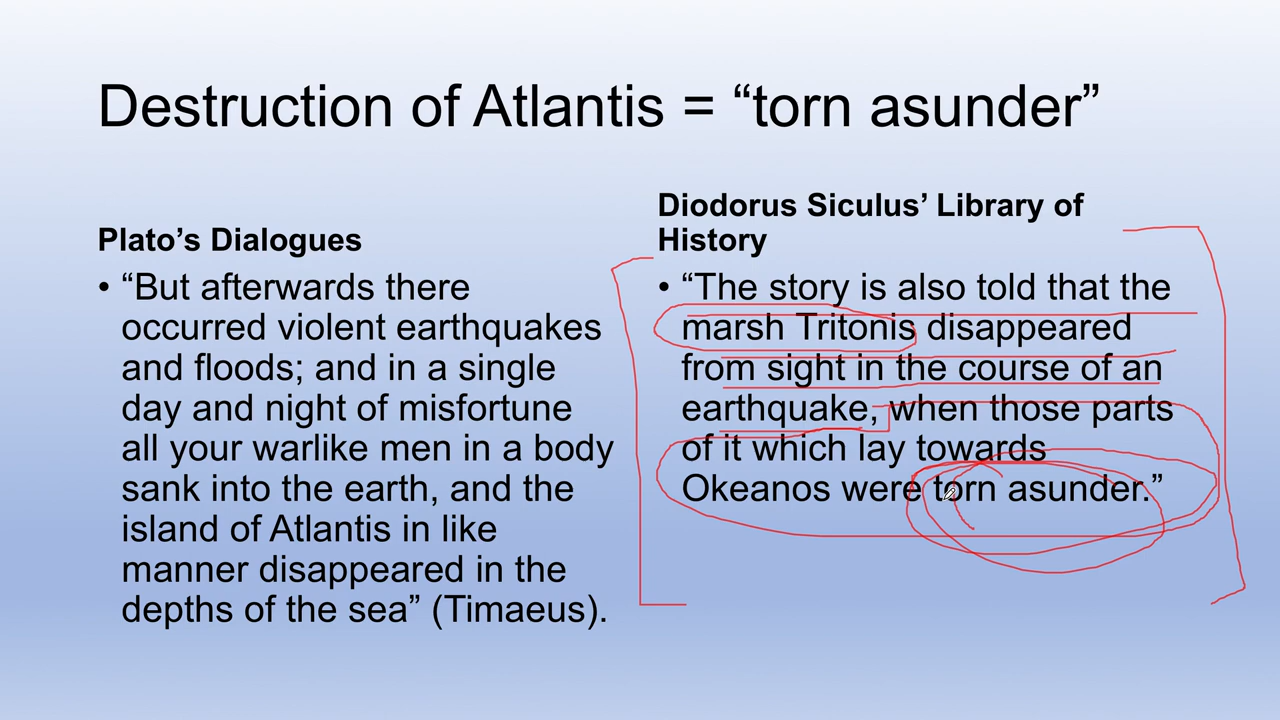 Destruction of Atlantis = “torn asunder”
Plato’s Dialogues
• “But afterwards there
occurred violent earthquakes
and floods; and in a single
day and night of misfortune
all your warlike men in a body
sank into the earth, and the
island of Atlantis in like
manner disappeared in the
depths of the sea” (Timaeus).
Diodorus Siculus’ Library of
History
• “The story is also told that the
marsh Tritonis disappeared
from sight in the course of an
earthquake, when those parts
of it which lay towards
Okeanos were torn asunder.”